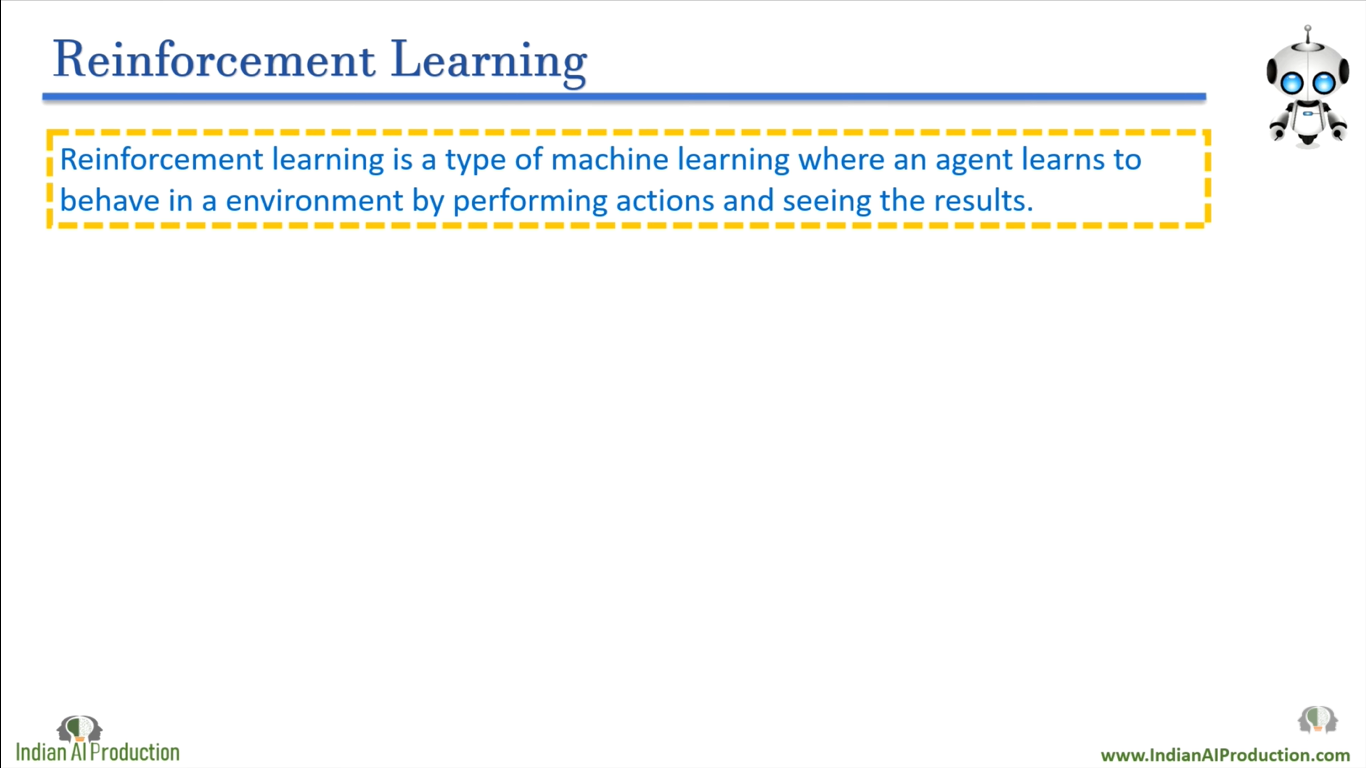 Reinforcement Learning
Reinforcement learning is a type of machine learning where an agent learns to
behave in a environment by performing actions and seeing the results.
Indian AI Production
www.IndianAIProduction.com